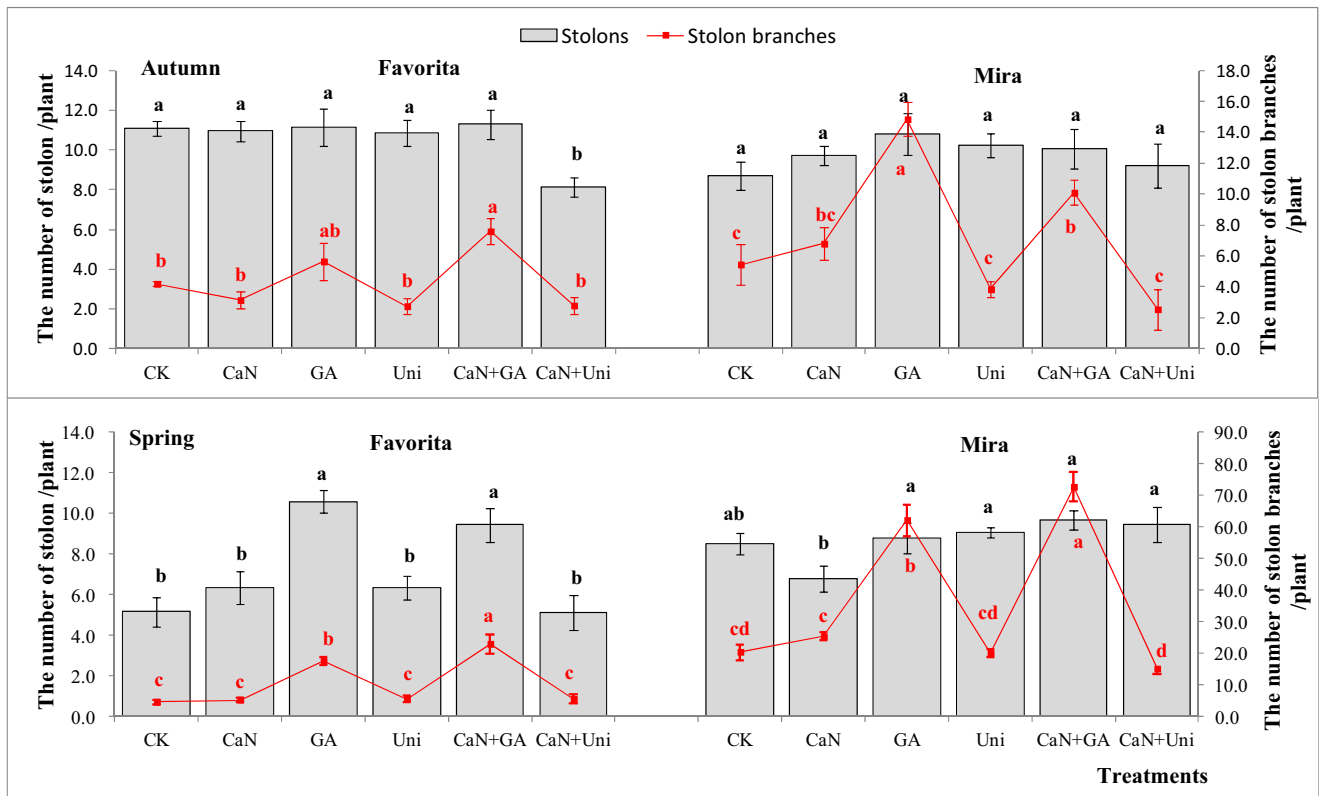 Stolons Stolon branches
Autumn Favorita Mira
The number of stolon /plant
14.0
12.0
10.0
8.0
6.0
4.0
2.0
0.0
a a a a a b
b b ab b a b
a a a a a a
c bc a c b c
18.0
16.0
14.0
12.0
10.0
8.0
6.0
4.0
2.0
0.0
The number of stolon branches
/plant
CK CaN GA Uni CaN+GA CaN+Uni CK CaN GA Uni CaN+GA CaN+Uni
Spring Favorita Mira
The number of stolon /plant
14.0
12.0
10.0
8.0
6.0
4.0
2.0
0.0
b b a b a b
c c b c a c
ab b a a a a
cd c b cd a d
90.0
80.0
70.0
60.0
50.0
40.0
30.0
20.0
10.0
0.0
The number of stolon branches
/plant
CK CaN GA Uni CaN+GA CaN+Uni CK CaN GA Uni CaN+GA CaN+Uni
Treatments